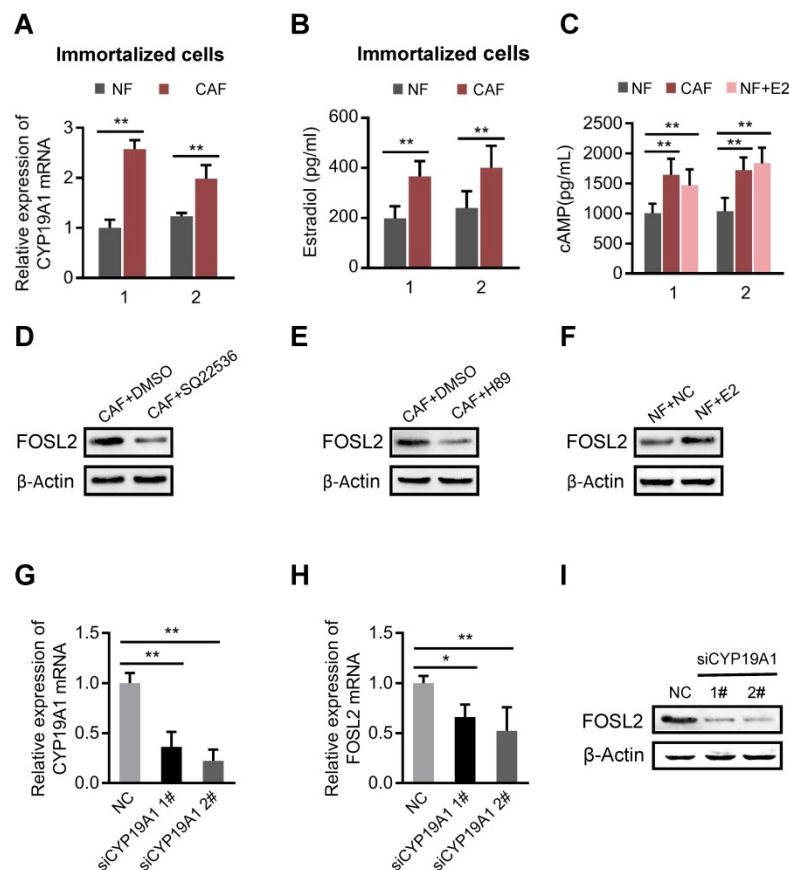 A
Immortalized cells
NF CAF
Relative expression of
CYP19A1 mRNA
3
2
1
0
**
**
1 2
B
Immortalized cells
NF CAF
Estradiol (pg/ml)
600
400
200
0
**
**
1 2
C
NF CAF NF+E2
cAMP(pg/mL)
2500
2000
1500
1000
500
0
**
**
**
**
1 2
D
CAF+DMSO
CAF+SQ22536
FOSL2
β-Actin
E
CAF+DMSO
CAF+H89
FOSL2
β-Actin
F
NF+NC
NF+E2
FOSL2
β-Actin
G
Relative expression of
CYP19A1 mRNA
1.5
1.0
0.5
0.0
**
**
NC
siCYP19A1 1#
siCYP19A1 2#
H
Relative expression of
FOSL2 mRNA
1.5
1.0
0.5
0.0
**
*
NC
siCYP19A1 1#
siCYP19A1 2#
I
siCYP19A1
NC 1# 2#
FOSL2
β-Actin